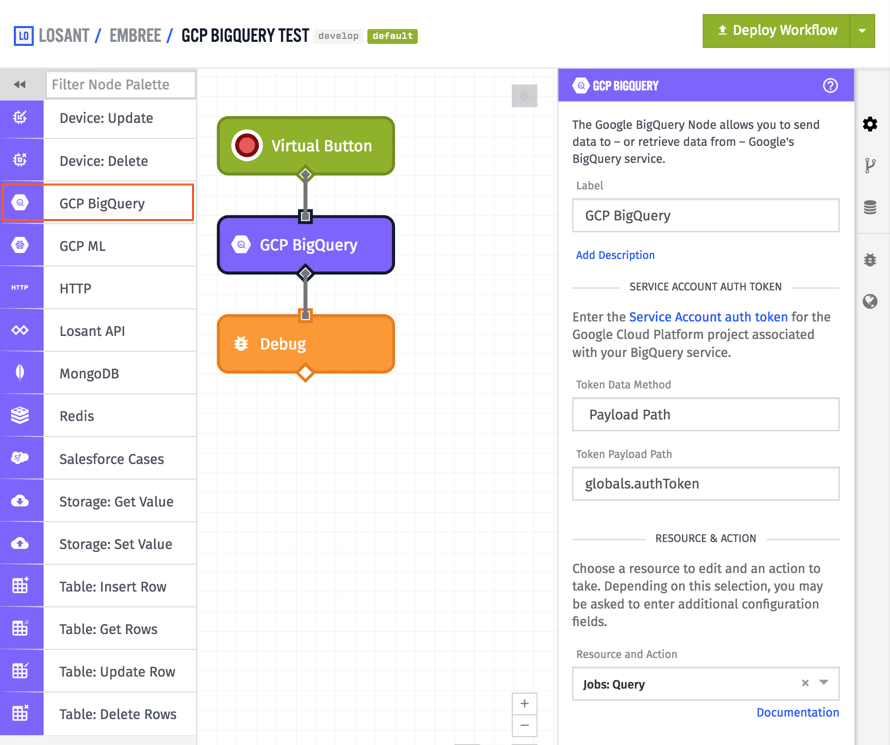 LO LOSANT / EMBREE / GCP BIGQUERY TEST develop default
Deploy Workflow
Filter Node Palette
Device: Update
Device: Delete
GCP BigQuery
GCP ML
HTTP HTTP
Losant API
MongoDB
Redis
Salesforce Cases
Storage: Get Value
Storage: Set Value
Table: Insert Row
Table: Get Rows
Table: Update Row
Table: Delete Rows
Virtual Button
GCP BigQuery
Debug
+
−
GCP BIGQUERY
The Google BigQuery Node allows you to send
data to – or retrieve data from – Google's
BigQuery service.
Label
GCP BigQuery
Add Description
SERVICE ACCOUNT AUTH TOKEN
Enter the Service Account auth token for the
Google Cloud Platform project associated
with your BigQuery service.
Token Data Method
Payload Path
Token Payload Path
globals.authToken
RESOURCE & ACTION
Choose a resource to edit and an action to
take. Depending on this selection, you may
be asked to enter additional configuration
fields.
Resource and Action
Jobs: Query
Documentation